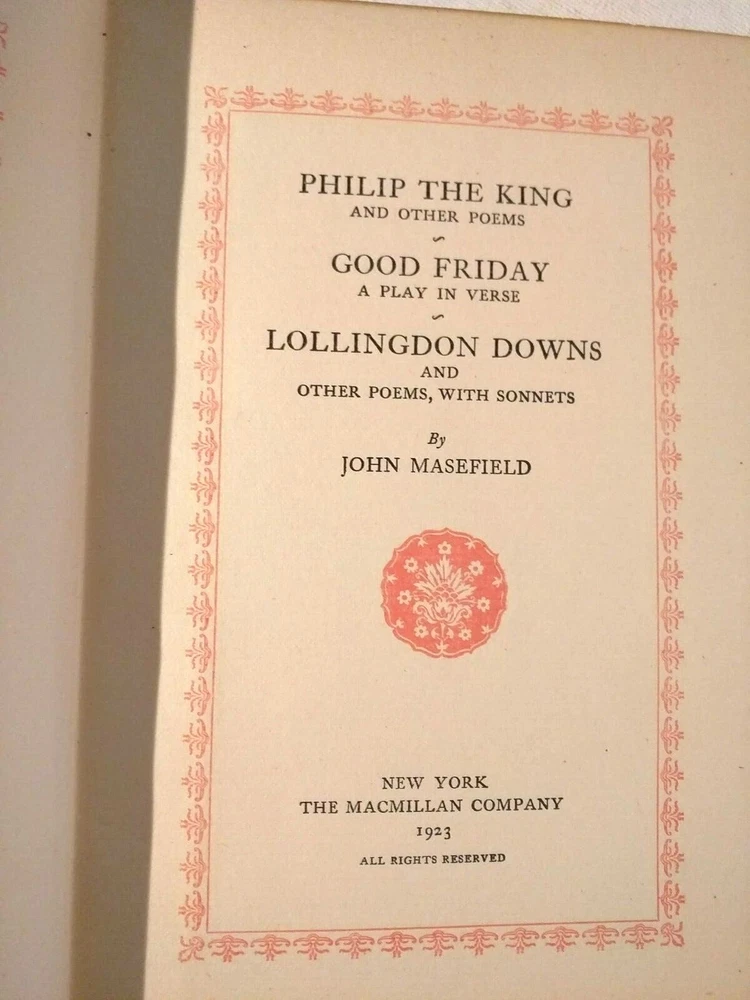 PHILIP THE KING
AND OTHER POEMS
GOOD FRIDAY
A PLAY IN VERSE
LOLLINGDON DOWNS
AND
OTHER POEMS, WITH SONNETS
By
JOHN MASEFIELD
NEW YORK
THE MACMILLAN COMPANY
1923
ALL RIGHTS RESERVED